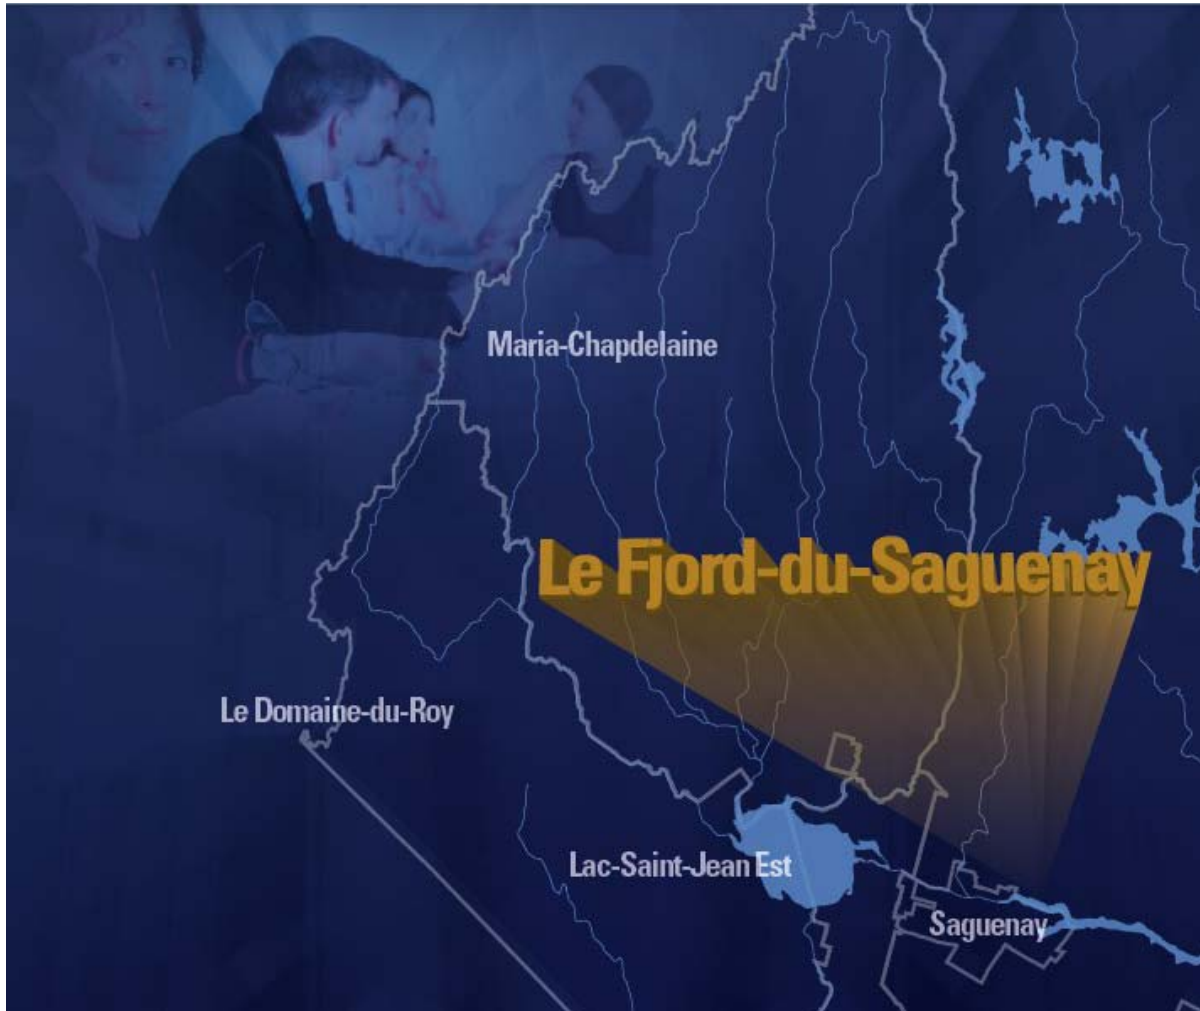 Maria-Chapdelaine
Le Fjord-du-Saguenay
Le Domaine-du-Roy
Lac-Saint-Jean Est
Saguenay